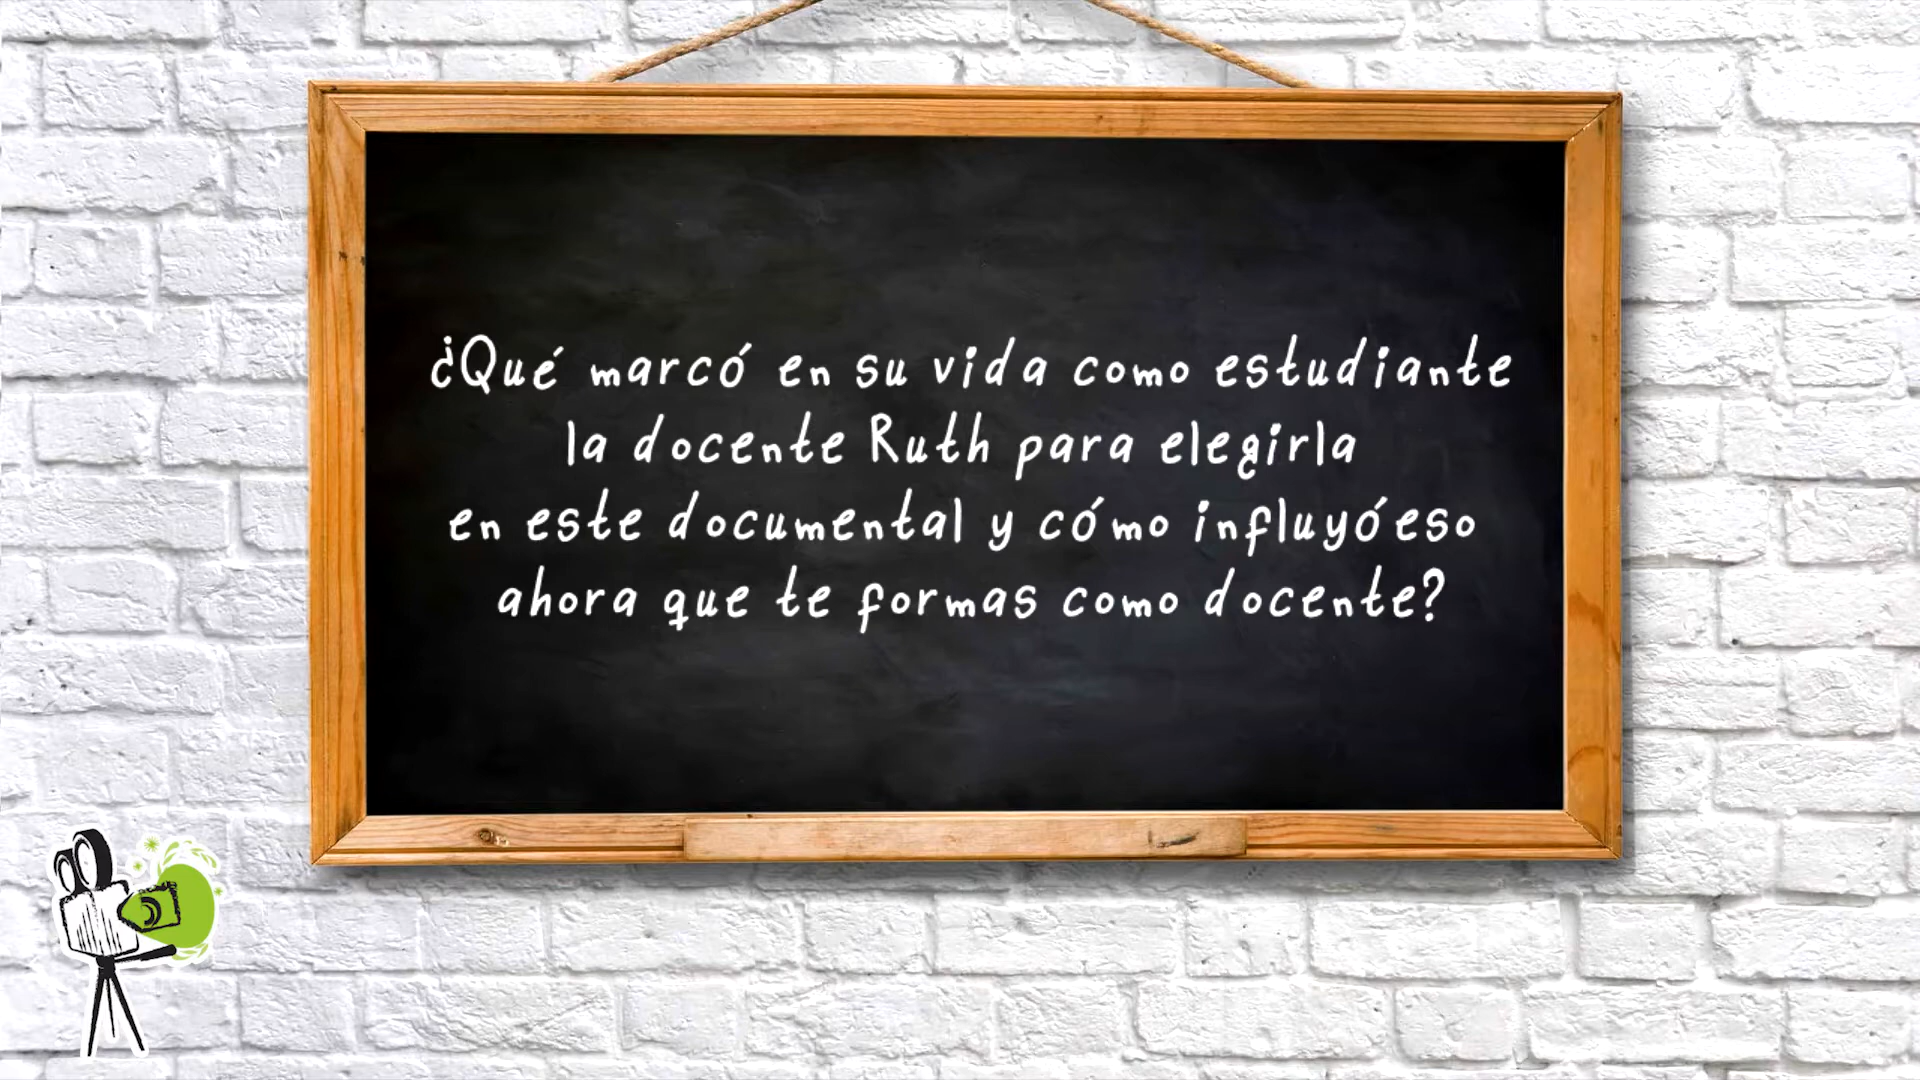 ¿Qué marcó en su vida como estudiante
la docente Ruth para elegirla
en este documental y cómo influyó eso
ahora que te formas como docente?